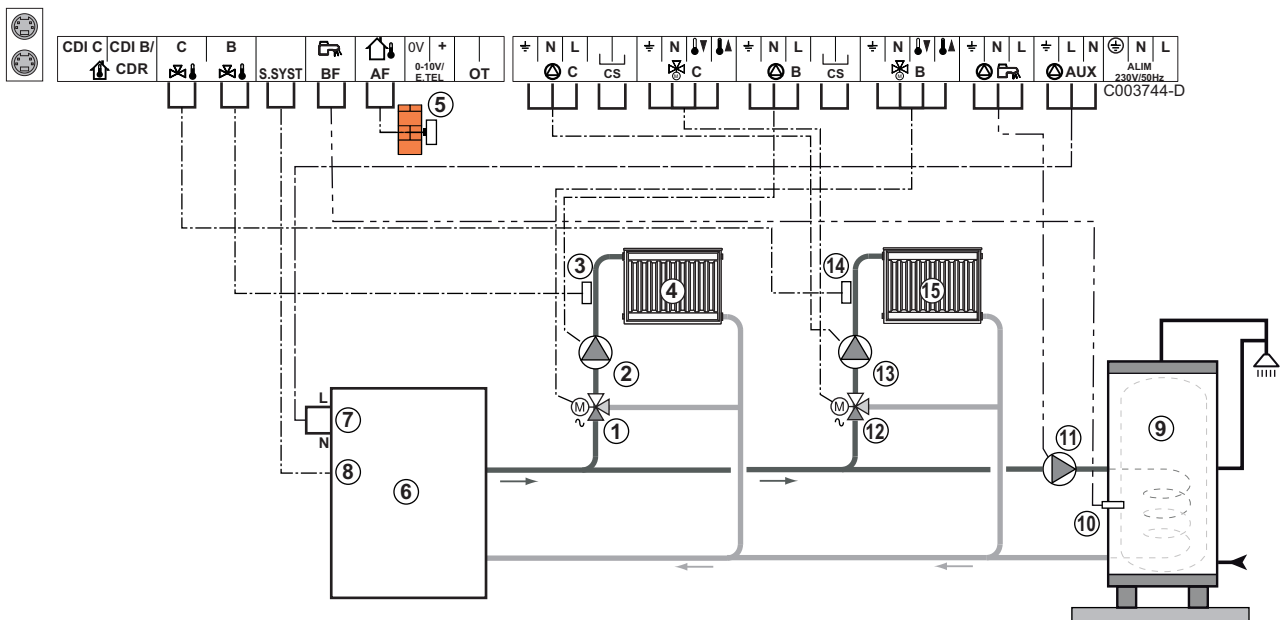 CDI C CDI B/ CDR
C B S.SYST BF AF
0V + 0-10V/ E.TEL
OT
N L C
CS
N C
N L B
CS
N B
N L
L N AUX
N L
ALIM
230V/50Hz
C003744-D
5
3
4
14
15
2
13
M
1
M
12
L
7
N
8
6
11
9
10